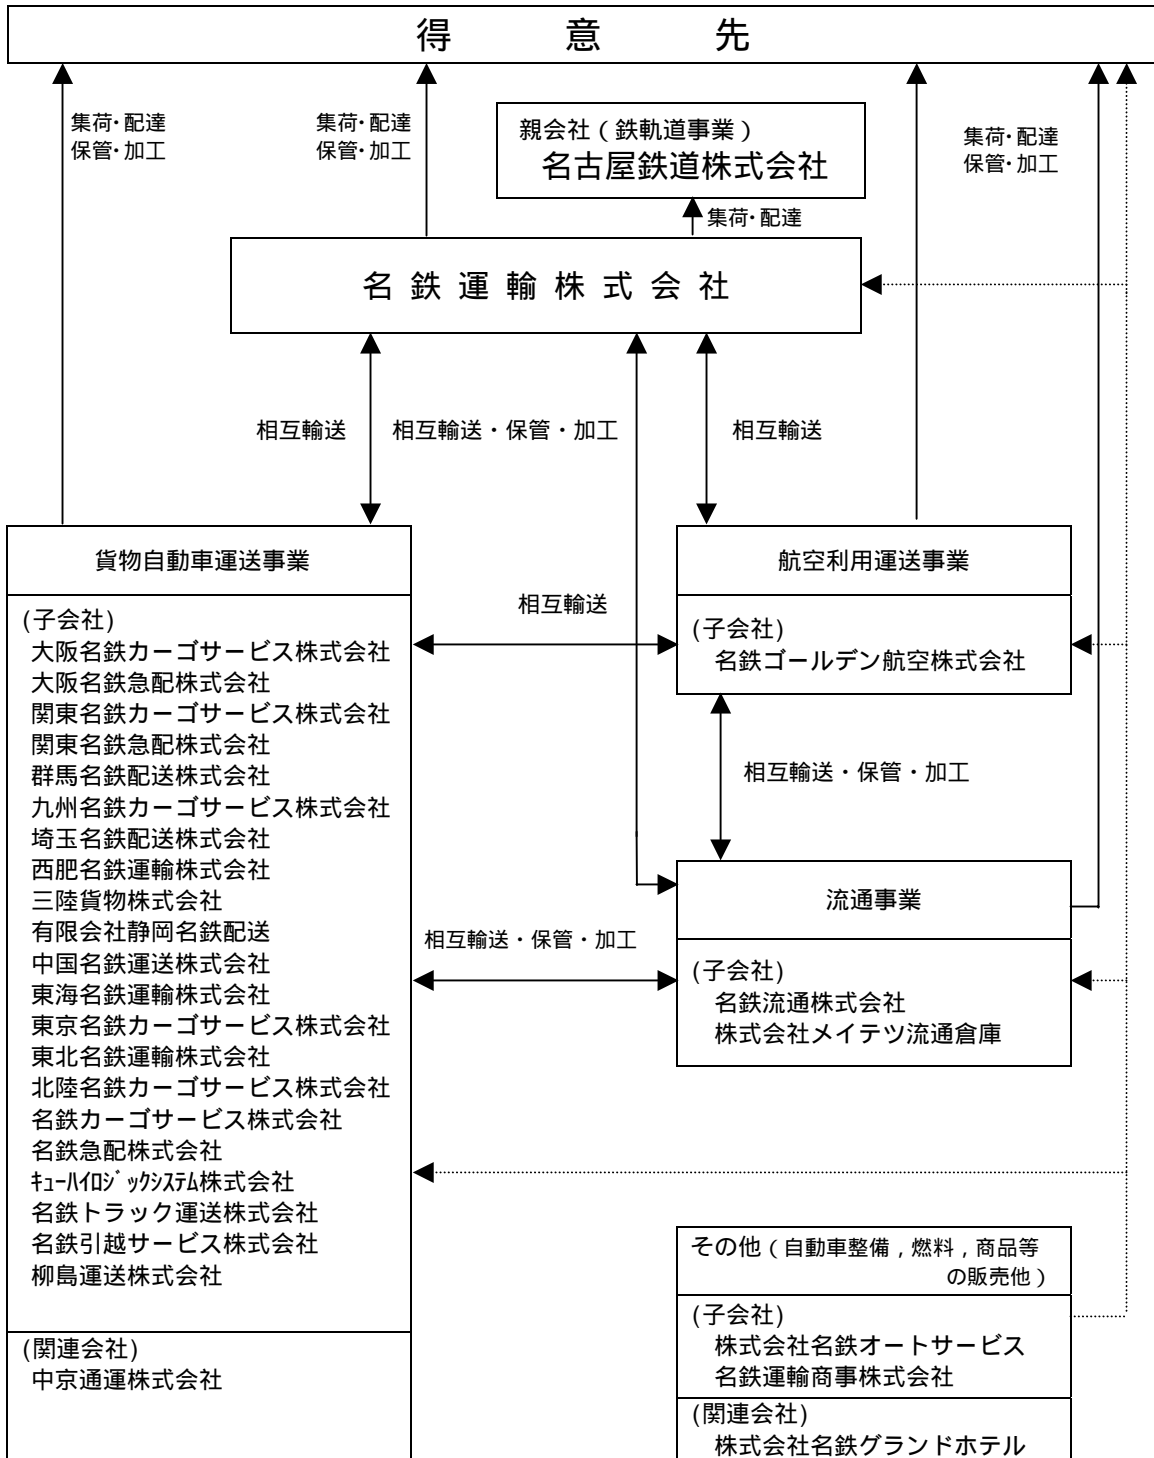 得意先
集荷・配達
保管・加工
集荷・配達
保管・加工
親会社（鉄軌道事業）
名古屋鉄道株式会社
集荷・配達
保管・加工
集荷・配達
名鉄運輸株式会社
相互輸送
相互輸送・保管・加工
相互輸送
貨物自動車運送事業
(子会社)
大阪名鉄カーゴサービス株式会社
大阪名鉄急配株式会社
関東名鉄カーゴサービス株式会社
関東名鉄急配株式会社
群馬名鉄配送株式会社
九州名鉄カーゴサービス株式会社
埼玉名鉄配送株式会社
西肥名鉄運輸株式会社
三陸貨物株式会社
有限会社静岡名鉄配送
中国名鉄運送株式会社
東海名鉄運輸株式会社
東京名鉄カーゴサービス株式会社
東北名鉄運輸株式会社
北陸名鉄カーゴサービス株式会社
名鉄カーゴサービス株式会社
名鉄急配株式会社
ｷｭｰﾊｲﾛｼﾞｯｸｼｽﾃﾑ株式会社
名鉄トラック運送株式会社
名鉄引越サービス株式会社
柳島運送株式会社
(関連会社)
中京通運株式会社
相互輸送
航空利用運送事業
(子会社)
名鉄ゴールデン航空株式会社
相互輸送・保管・加工
流通事業
相互輸送・保管・加工
(子会社)
名鉄流通株式会社
株式会社メイテツ流通倉庫
その他（自動車整備，燃料，商品等
の販売他）
(子会社)
株式会社名鉄オートサービス
名鉄運輸商事株式会社
(関連会社)
株式会社名鉄グランドホテル